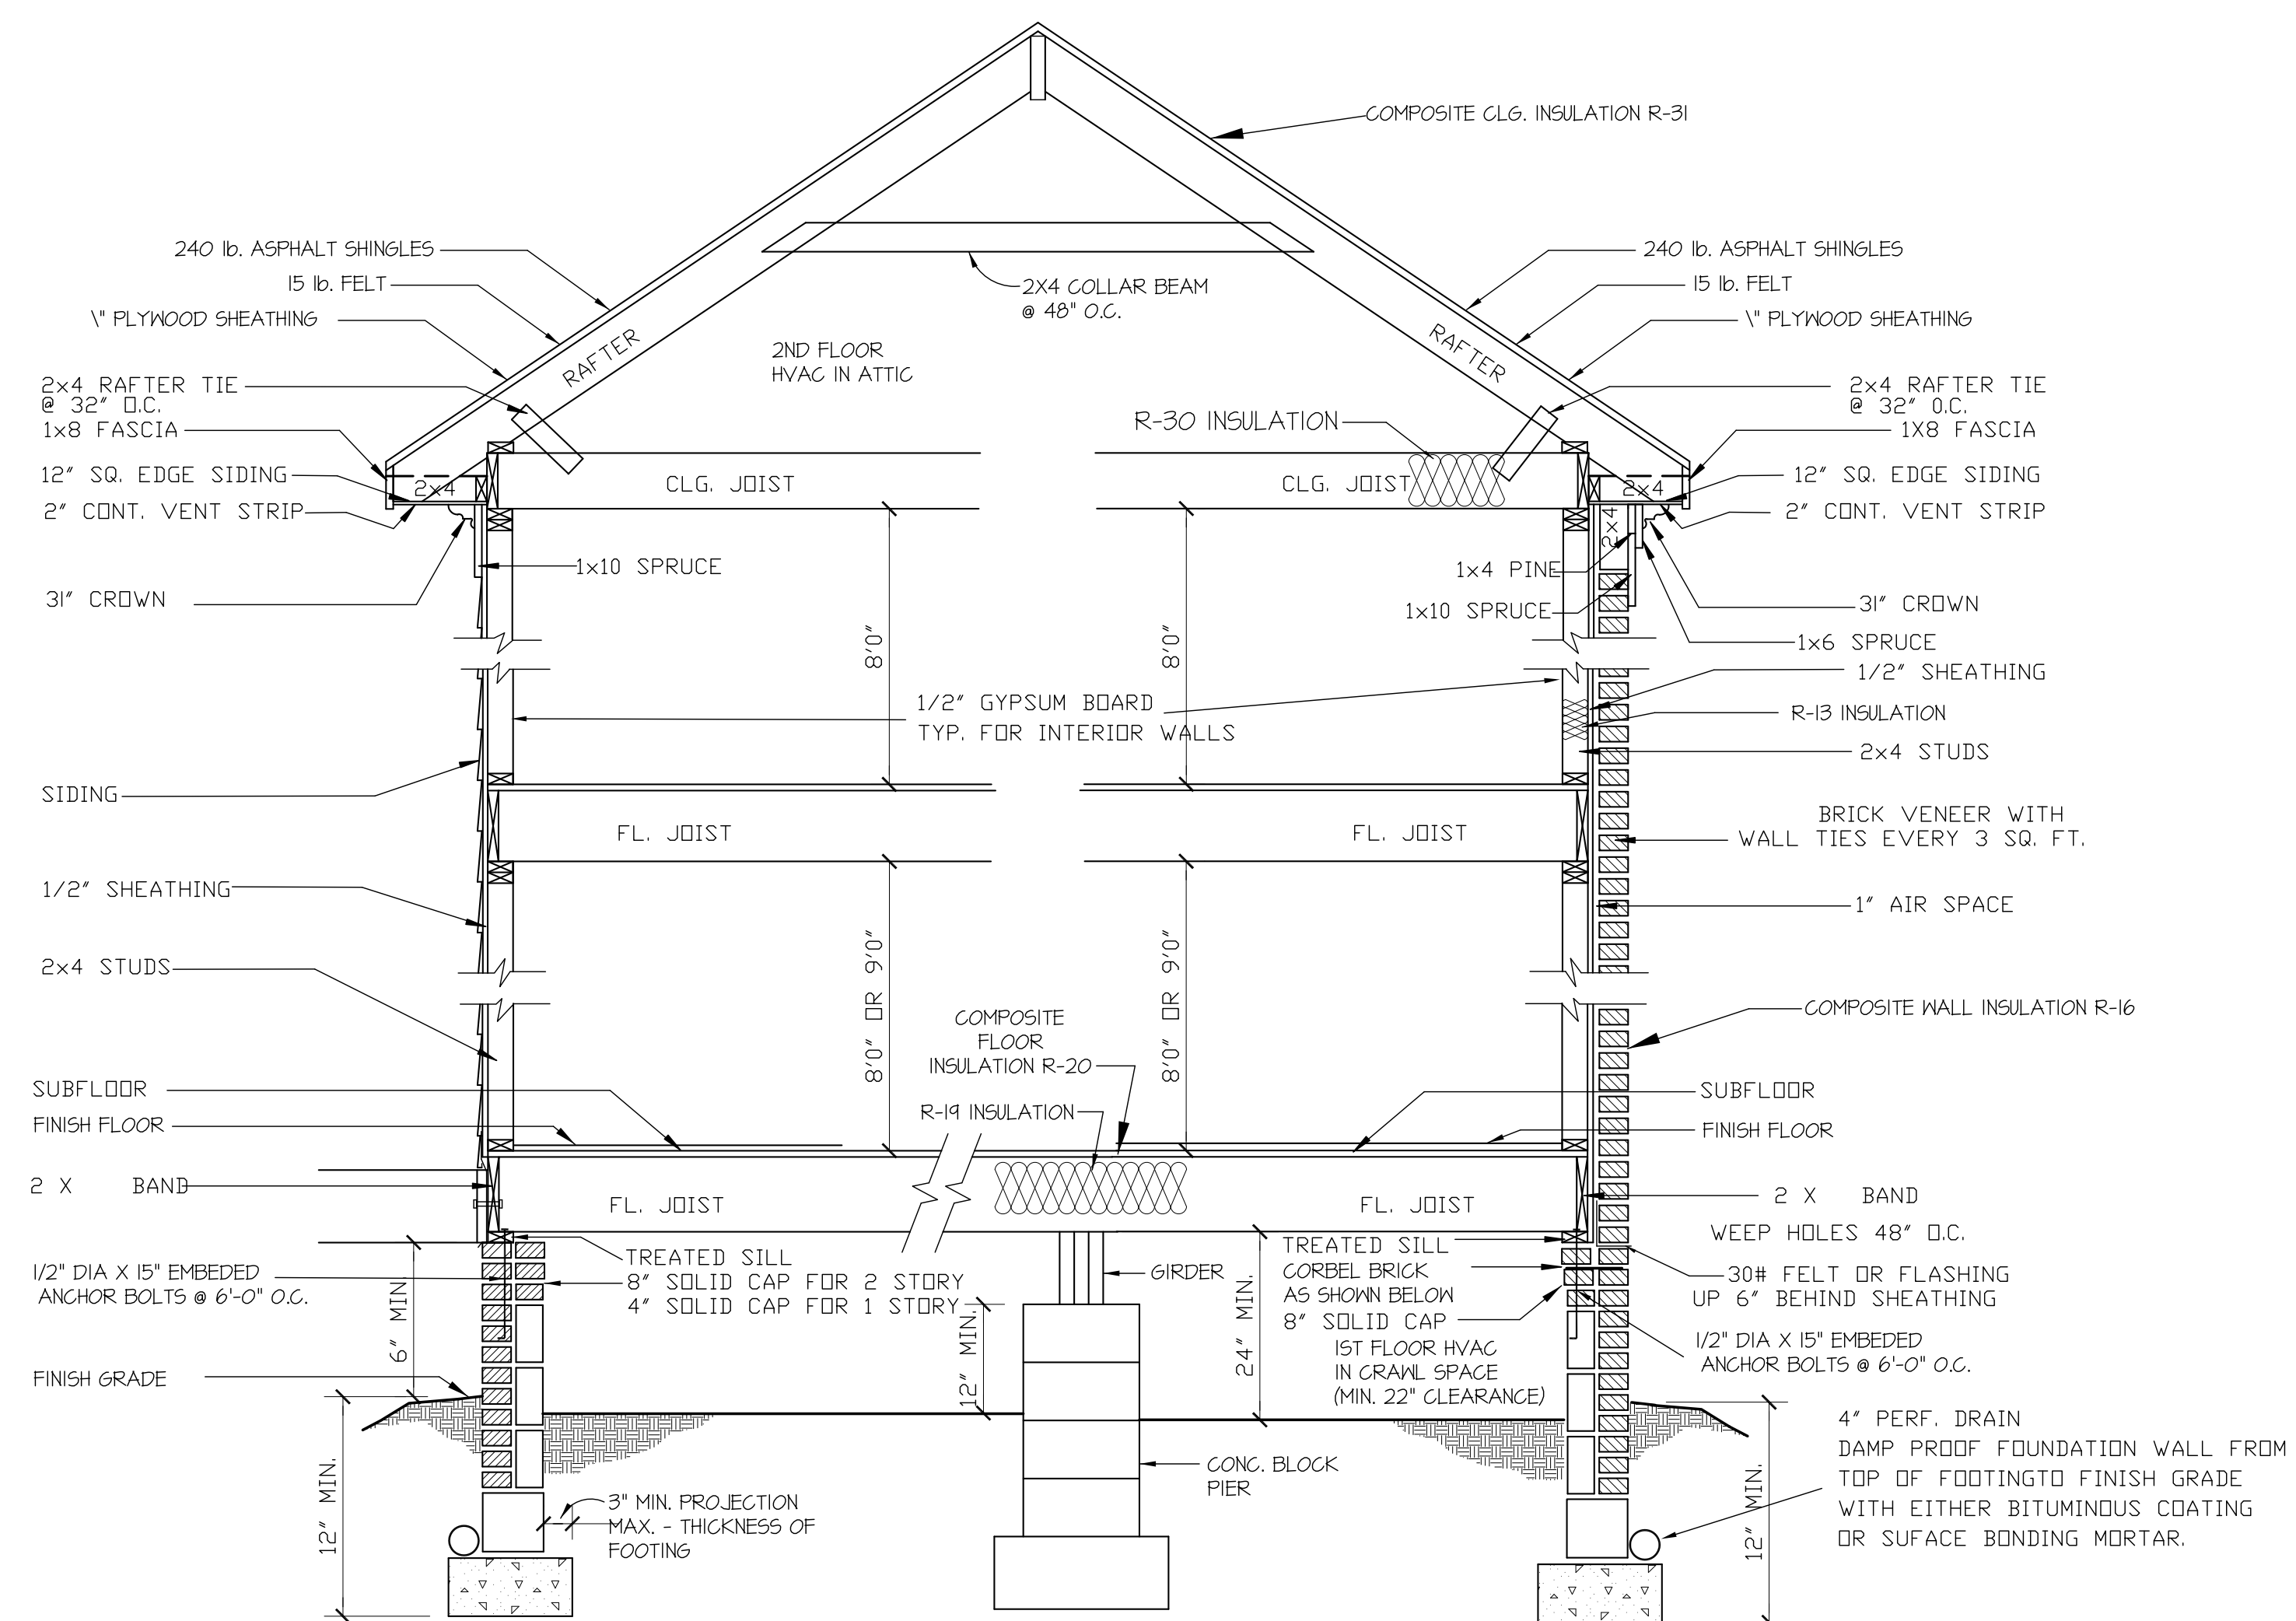 COMPOSITE CLG. INSULATION R-31
240 lb. ASPHALT SHINGLES
15 lb. FELT
\" PLYWOOD SHEATHING
2x4 RAFTER TIE
@ 32" O.C.
1x8 FASCIA
12" SQ. EDGE SIDING
2" CONT. VENT STRIP
31" CROWN
SIDING
1/2" SHEATHING
2x4 STUDS
SUBFLOOR
FINISH FLOOR
2 X BAND
1/2" DIA X 15" EMBEDED
ANCHOR BOLTS @ 6'-0" O.C.
FINISH GRADE
12" MIN.
6" MIN.
RAFTER
2x4
1x10 SPRUCE
2X4 COLLAR BEAM
@ 48" O.C.
2ND FLOOR
HVAC IN ATTIC
R-30 INSULATION
CLG. JOIST
CLG. JOIST
8'0"
8'0"
1/2" GYPSUM BOARD
TYP. FOR INTERIOR WALLS
FL. JOIST
FL. JOIST
8'0" OR 9'0"
8'0" OR 9'0"
COMPOSITE
FLOOR
INSULATION R-20
R-19 INSULATION
FL. JOIST
FL. JOIST
TREATED SILL
8" SOLID CAP FOR 2 STORY
4" SOLID CAP FOR 1 STORY
GIRDER
12" MIN.
24" MIN.
TREATED SILL
CORBEL BRICK
AS SHOWN BELOW
8" SOLID CAP
1ST FLOOR HVAC
IN CRAWL SPACE
(MIN. 22" CLEARANCE)
CONC. BLOCK
PIER
3" MIN. PROJECTION
MAX. - THICKNESS OF
FOOTING
RAFTER
240 lb. ASPHALT SHINGLES
15 lb. FELT
\" PLYWOOD SHEATHING
2x4 RAFTER TIE
@ 32" O.C.
1X8 FASCIA
12" SQ. EDGE SIDING
2x4
2" CONT. VENT STRIP
2x4
1x4 PINE
1x10 SPRUCE
31" CROWN
1x6 SPRUCE
1/2" SHEATHING
R-13 INSULATION
2x4 STUDS
BRICK VENEER WITH
WALL TIES EVERY 3 SQ. FT.
1" AIR SPACE
COMPOSITE WALL INSULATION R-16
SUBFLOOR
FINISH FLOOR
2 X BAND
WEEP HOLES 48" O.C.
30# FELT OR FLASHING
UP 6" BEHIND SHEATHING
1/2" DIA X 15" EMBEDED
ANCHOR BOLTS @ 6'-0" O.C.
12" MIN.
4" PERF. DRAIN
DAMP PROOF FOUNDATION WALL FROM
TOP OF FOOTINGTO FINISH GRADE
WITH EITHER BITUMINOUS COATING
OR SUFACE BONDING MORTAR.